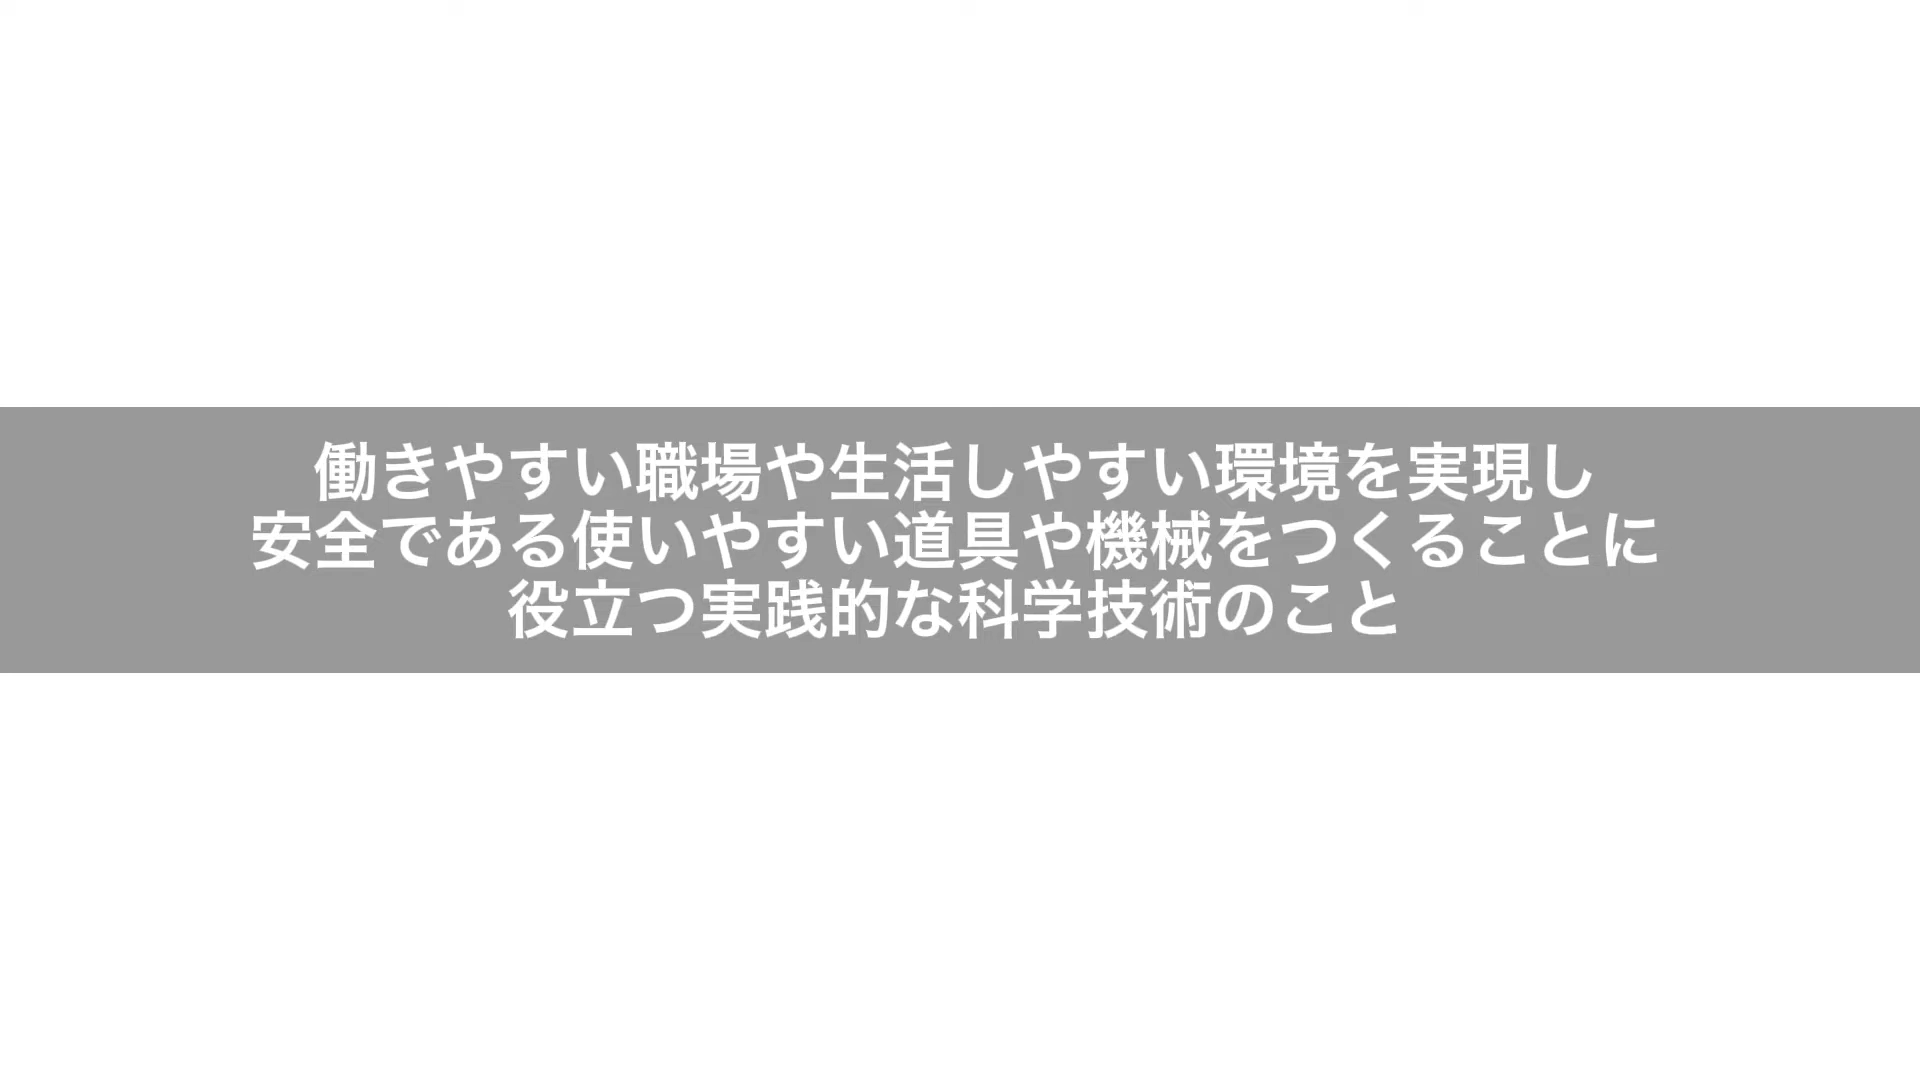 働きやすい職場や生活しやすい環境を実現し
安全である使いやすい道具や機械をつくることに
役立つ実践的な科学技術のこと